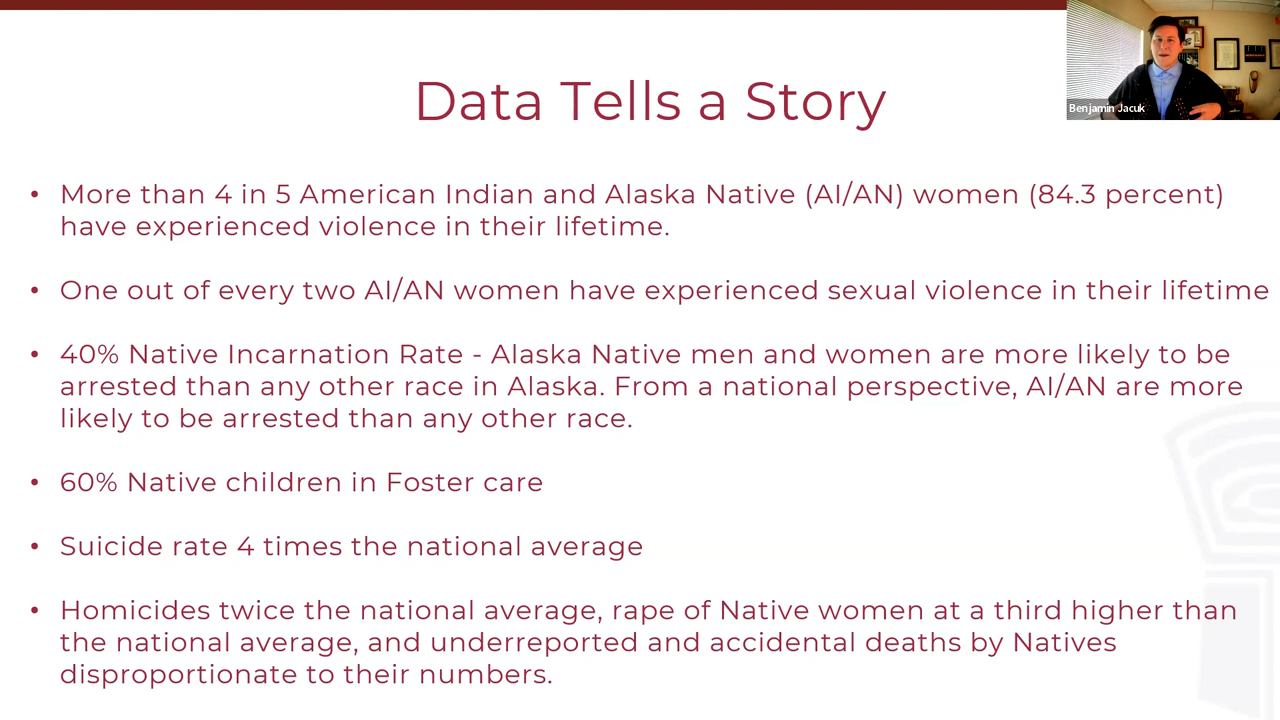 Benjamin Jacuk
Data Tells a Story
• More than 4 in 5 American Indian and Alaska Native (AI/AN) women (84.3 percent)
have experienced violence in their lifetime.
• One out of every two AI/AN women have experienced sexual violence in their lifetime
• 40% Native Incarnation Rate - Alaska Native men and women are more likely to be
arrested than any other race in Alaska. From a national perspective, AI/AN are more
likely to be arrested than any other race.
• 60% Native children in Foster care
• Suicide rate 4 times the national average
• Homicides twice the national average, rape of Native women at a third higher than
the national average, and underreported and accidental deaths by Natives
disproportionate to their numbers.